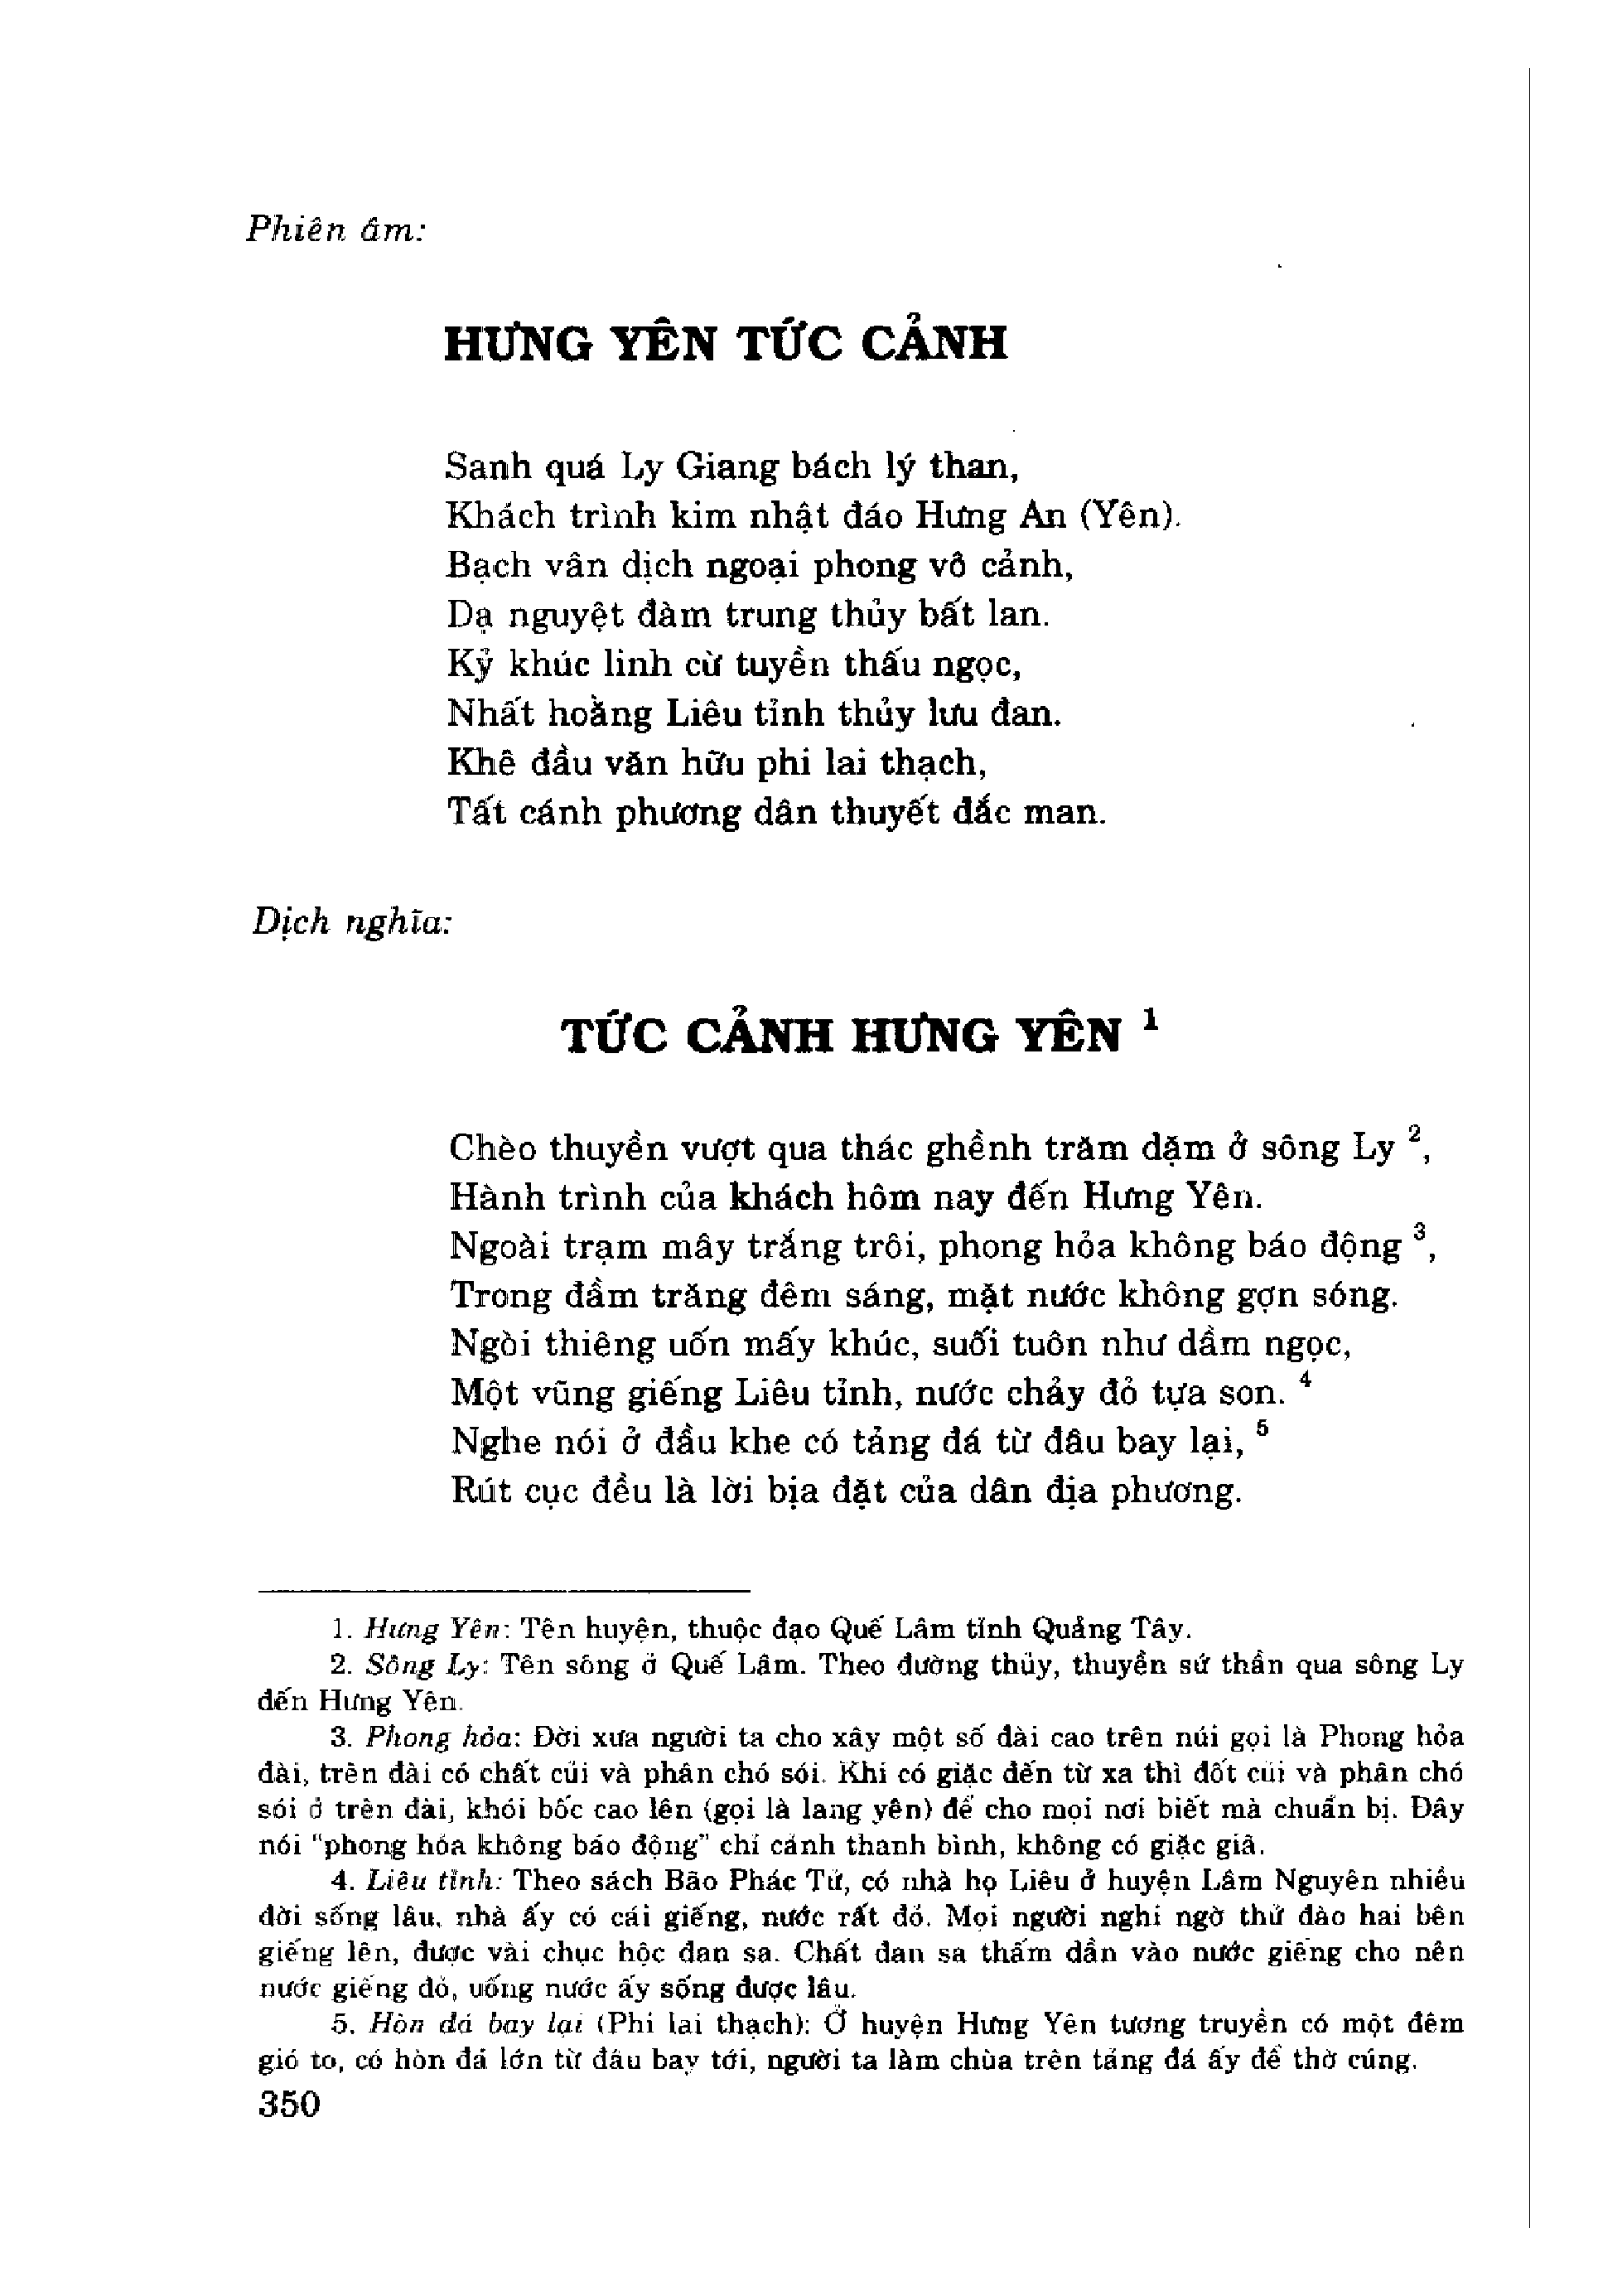 Phiên âm:
HƯNG YÊN TỨC CẢNH
Sanh quá Ly Giang bách lý than,
Khách trình kim nhật đáo Hưng An (Yên).
Bạch vân dịch ngoại phong vô cảnh,
Dạ nguyệt đàm trung thủy bất lan.
Kỷ khúc linh cừ tuyền thấu ngọc,
Nhất hoằng Liêu tỉnh thủy lưu đan.
Khê đầu văn hữu phi lai thạch,
Tất cánh phương dân thuyết đắc man.
Dịch nghĩa:
TỨC CẢNH HƯNG YÊN ¹
Chèo thuyền vượt qua thác ghềnh trăm dặm ở sông Ly ²,
Hành trình của khách hôm nay đến Hưng Yên.
Ngoài trạm mây trắng trôi, phong hỏa không báo động ³,
Trong đầm trăng đêm sáng, mặt nước không gợn sóng.
Ngòi thiêng uốn mấy khúc, suối tuôn như dầm ngọc,
Một vũng giếng Liêu tỉnh, nước chảy đỏ tựa son. ⁴
Nghe nói ở đầu khe có tảng đá từ đâu bay lại, ⁵
Rút cục đều là lời bịa đặt của dân địa phương.
1. Hưng Yên: Tên huyện, thuộc đạo Quế Lâm tỉnh Quảng Tây.
2. Sông Ly: Tên sông ở Quế Lâm. Theo đường thủy, thuyền sứ thần qua sông Ly
đến Hưng Yên.
3. Phong hỏa: Đời xưa người ta cho xây một số đài cao trên núi gọi là Phong hỏa
đài, trên đài có chất củi và phân chó sói. Khi có giặc đến từ xa thì đốt củi và phân chó
sói ở trên đài, khói bốc cao lên (gọi là lang yên) để cho mọi nơi biết mà chuẩn bị. Đây
nói "phong hỏa không báo động" chỉ cảnh thanh bình, không có giặc giã.
4. Liêu tỉnh: Theo sách Bão Phác Tử, có nhà họ Liêu ở huyện Lâm Nguyên nhiều
đời sống lâu, nhà ấy có cái giếng, nước rất đỏ. Mọi người nghi ngờ thử đào hai bên
giếng lên, được vài chục hộc đan sa. Chất đan sa thấm dần vào nước giếng cho nên
nước giếng đỏ, uống nước ấy sống được lâu.
5. Hòn đá bay lại (Phi lai thạch): Ở huyện Hưng Yên tương truyền có một đêm
gió to, có hòn đá lớn từ đâu bay tới, người ta làm chùa trên tảng đá ấy để thờ cúng.
350